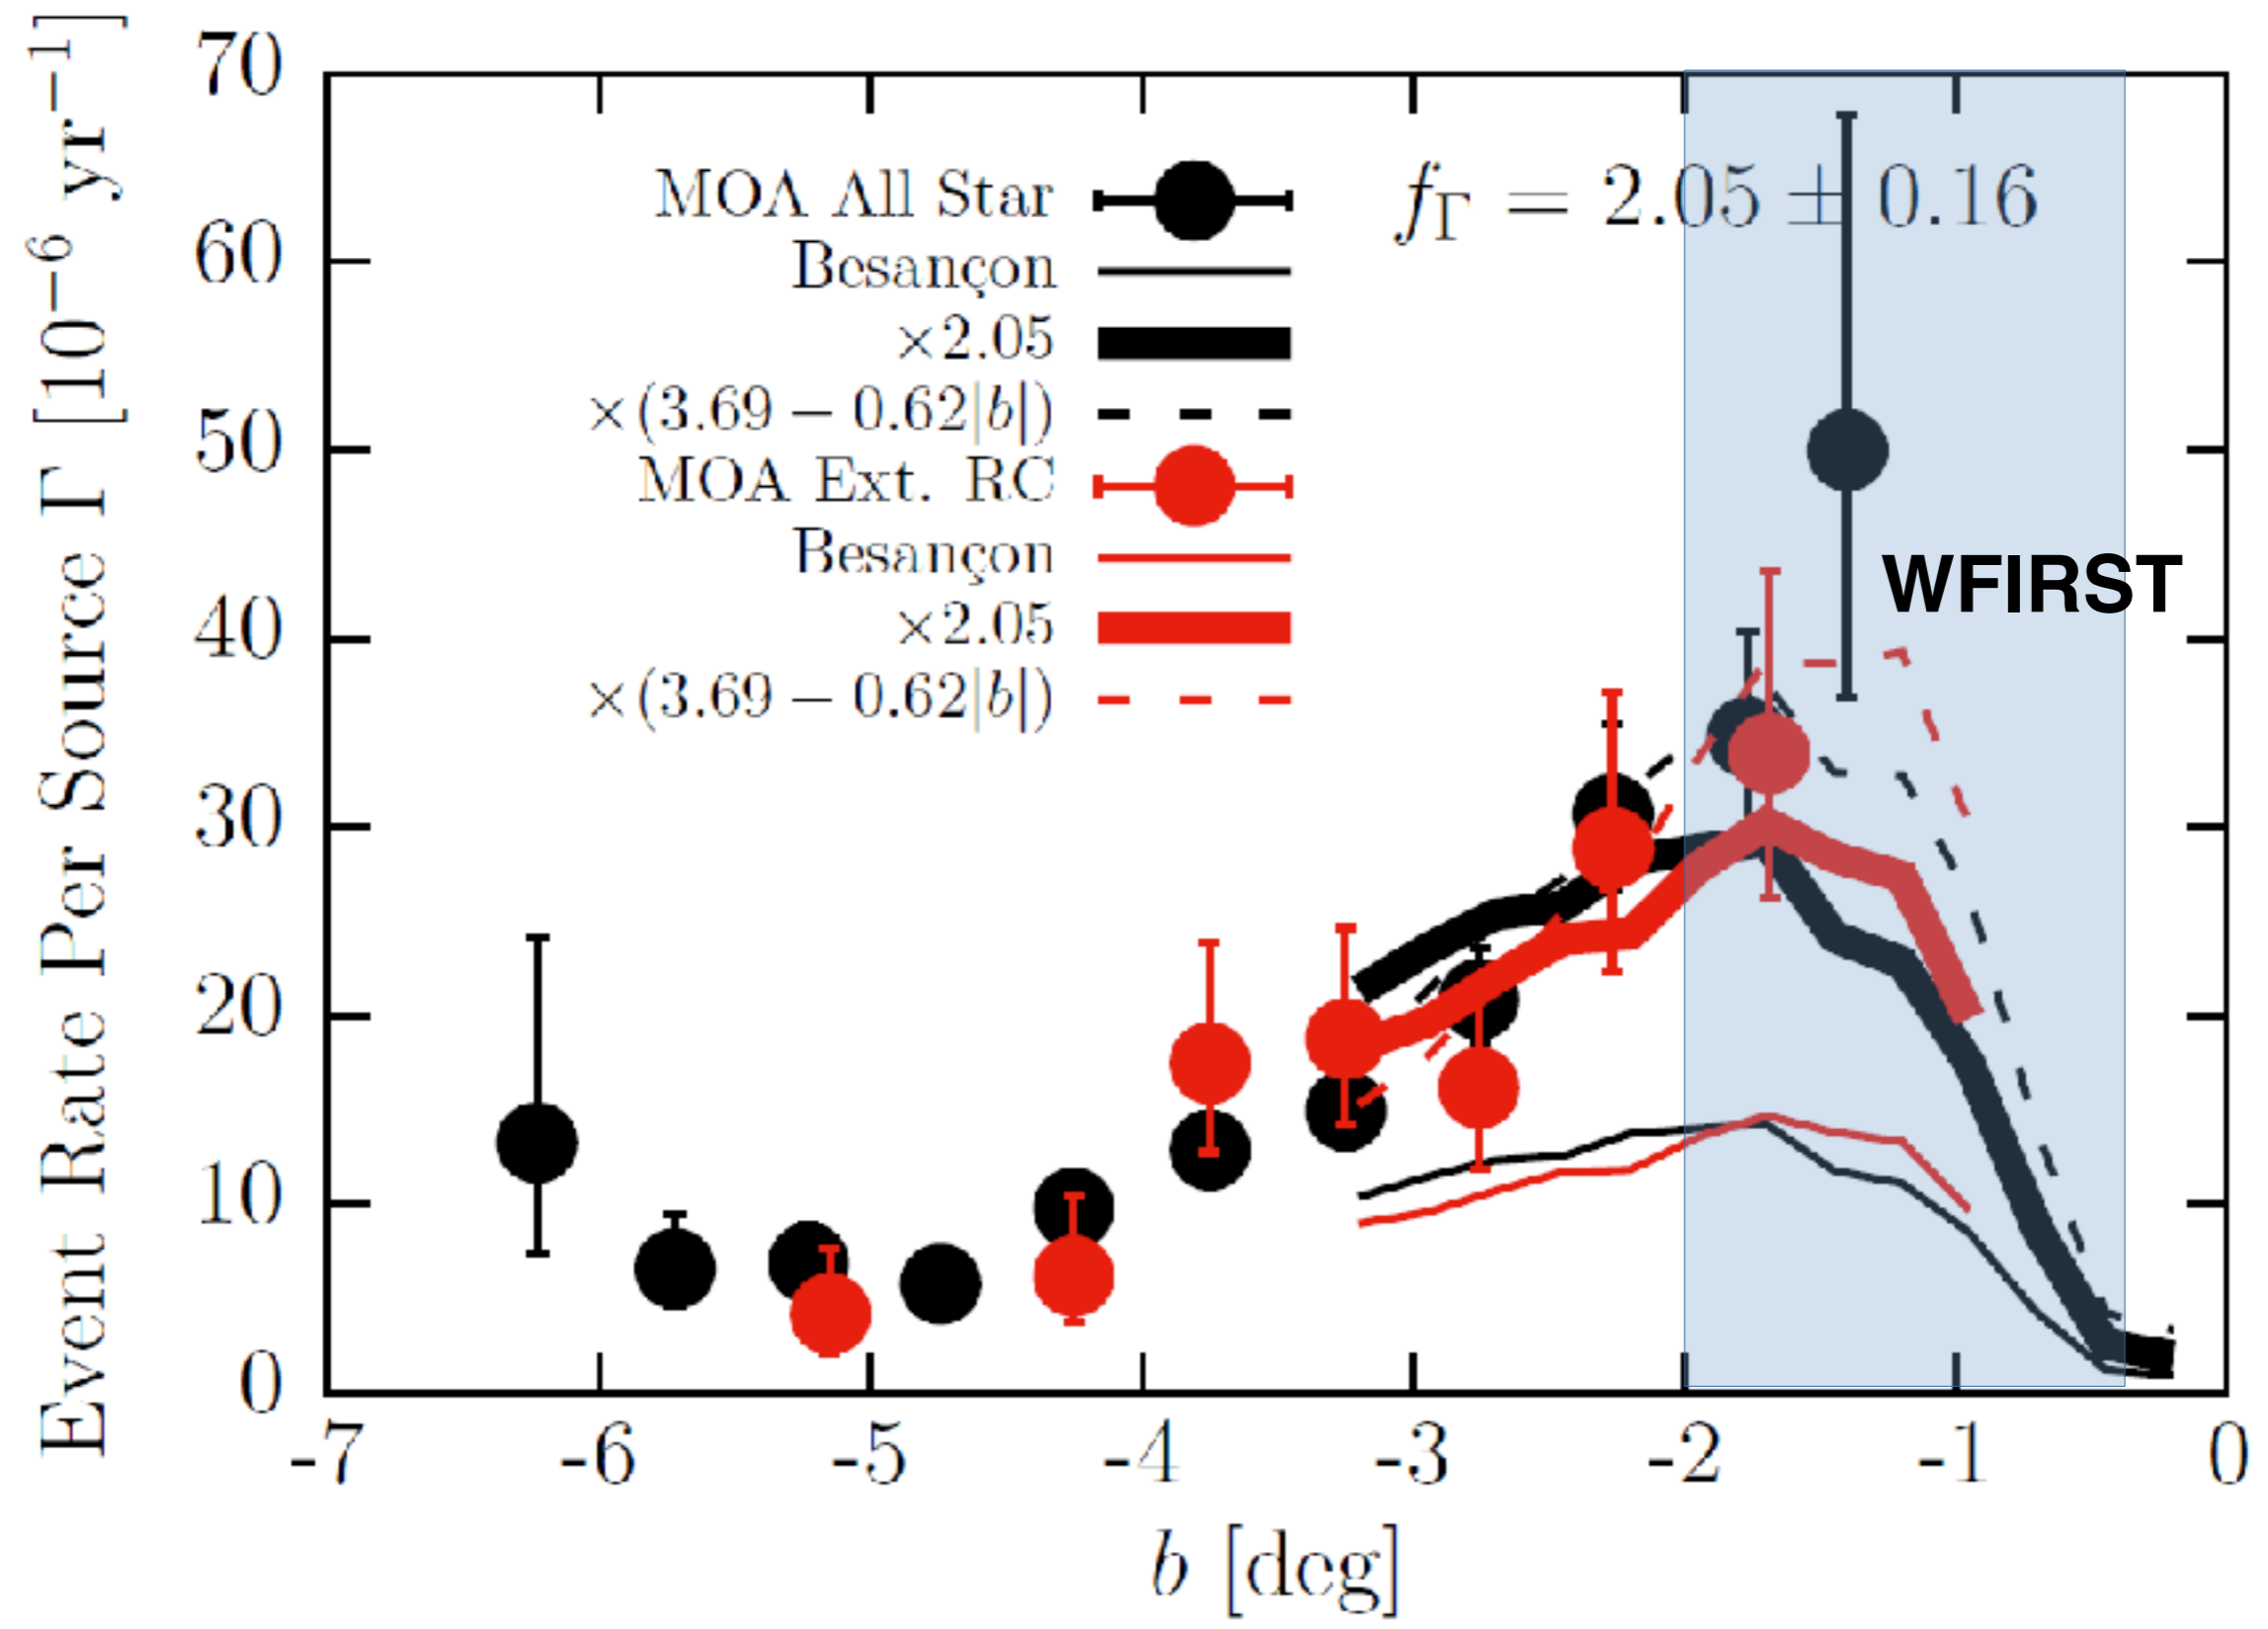 Event Rate Per Source Γ [10⁻⁶ yr⁻¹]
70
60
50
40
30
20
10
0
MOA All Star
Besançon
×2.05
×(3.69 − 0.62|b|)
MOA Ext. RC
Besançon
×2.05
×(3.69 − 0.62|b|)
f_Γ = 2.05 ± 0.16
WFIRST
-7 -6 -5 -4 -3 -2 -1 0
b [deg]